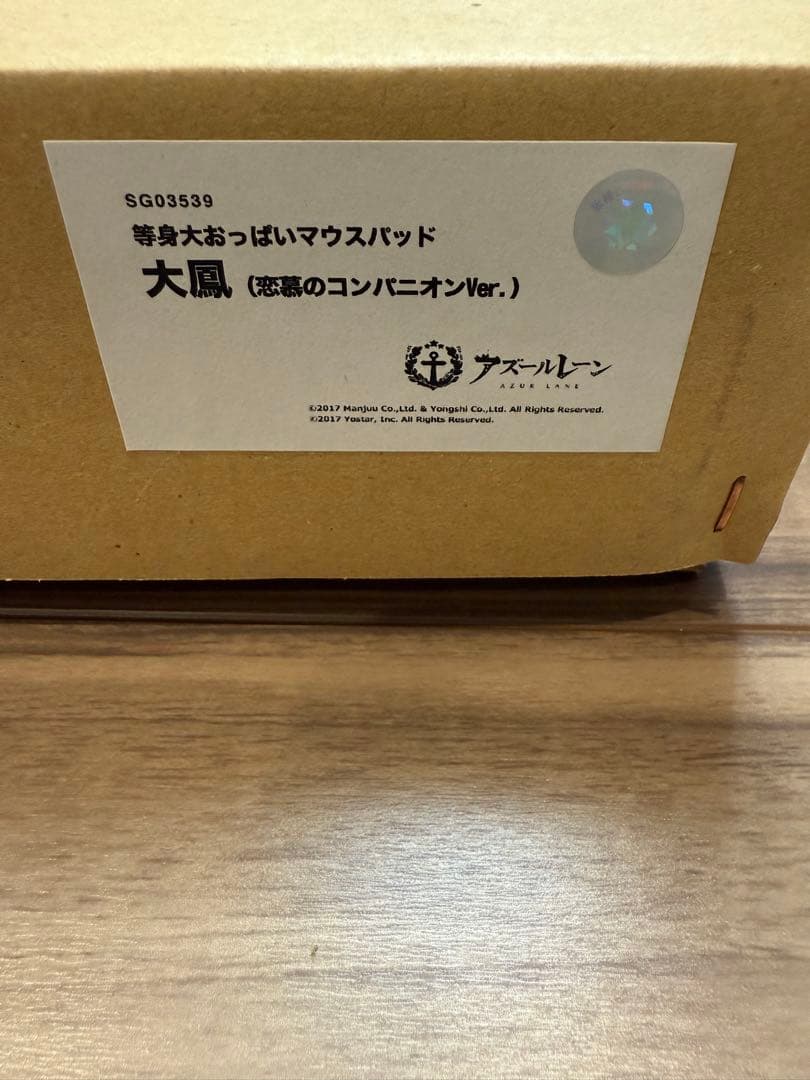 SG03539
等身大おっぱいマウスパッド
大鳳（恋慕のコンパニオンVer.）
アズールレーン
AZUR LANE
©2017 Manjuu Co.,Ltd. & Yongshi Co.,Ltd. All Rights Reserved.
©2017 Yostar, Inc. All Rights Reserved.